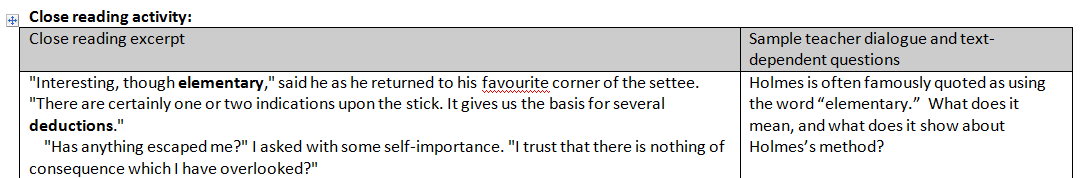 Close reading activity:
Close reading excerpt
Sample teacher dialogue and text-
dependent questions
"Interesting, though elementary," said he as he returned to his favourite corner of the settee.
"There are certainly one or two indications upon the stick. It gives us the basis for several
deductions."
"Has anything escaped me?" I asked with some self-importance. "I trust that there is nothing of
consequence which I have overlooked?"
Holmes is often famously quoted as using
the word “elementary.”  What does it
mean, and what does it show about
Holmes’s method?